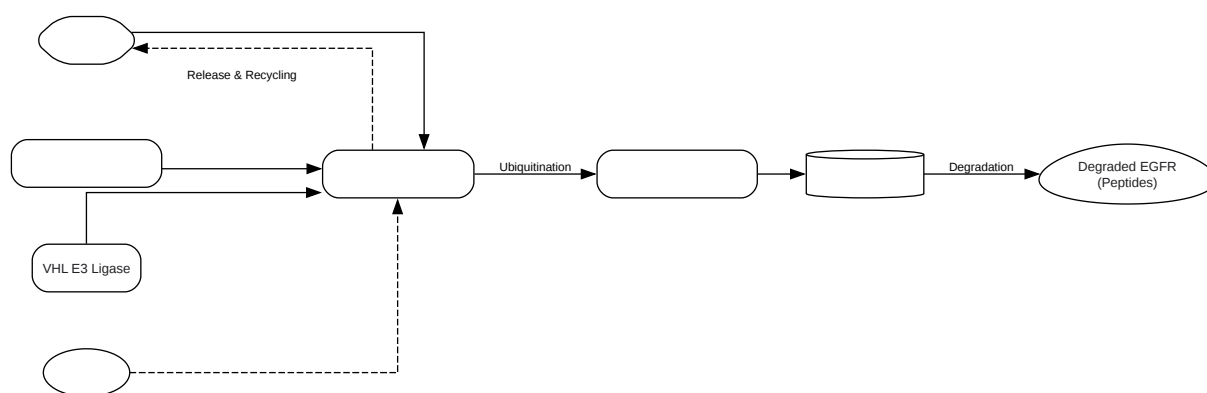 Release & Recycling
Ubiquitination
Degradation
Degraded EGFR
(Peptides)
VHL E3 Ligase